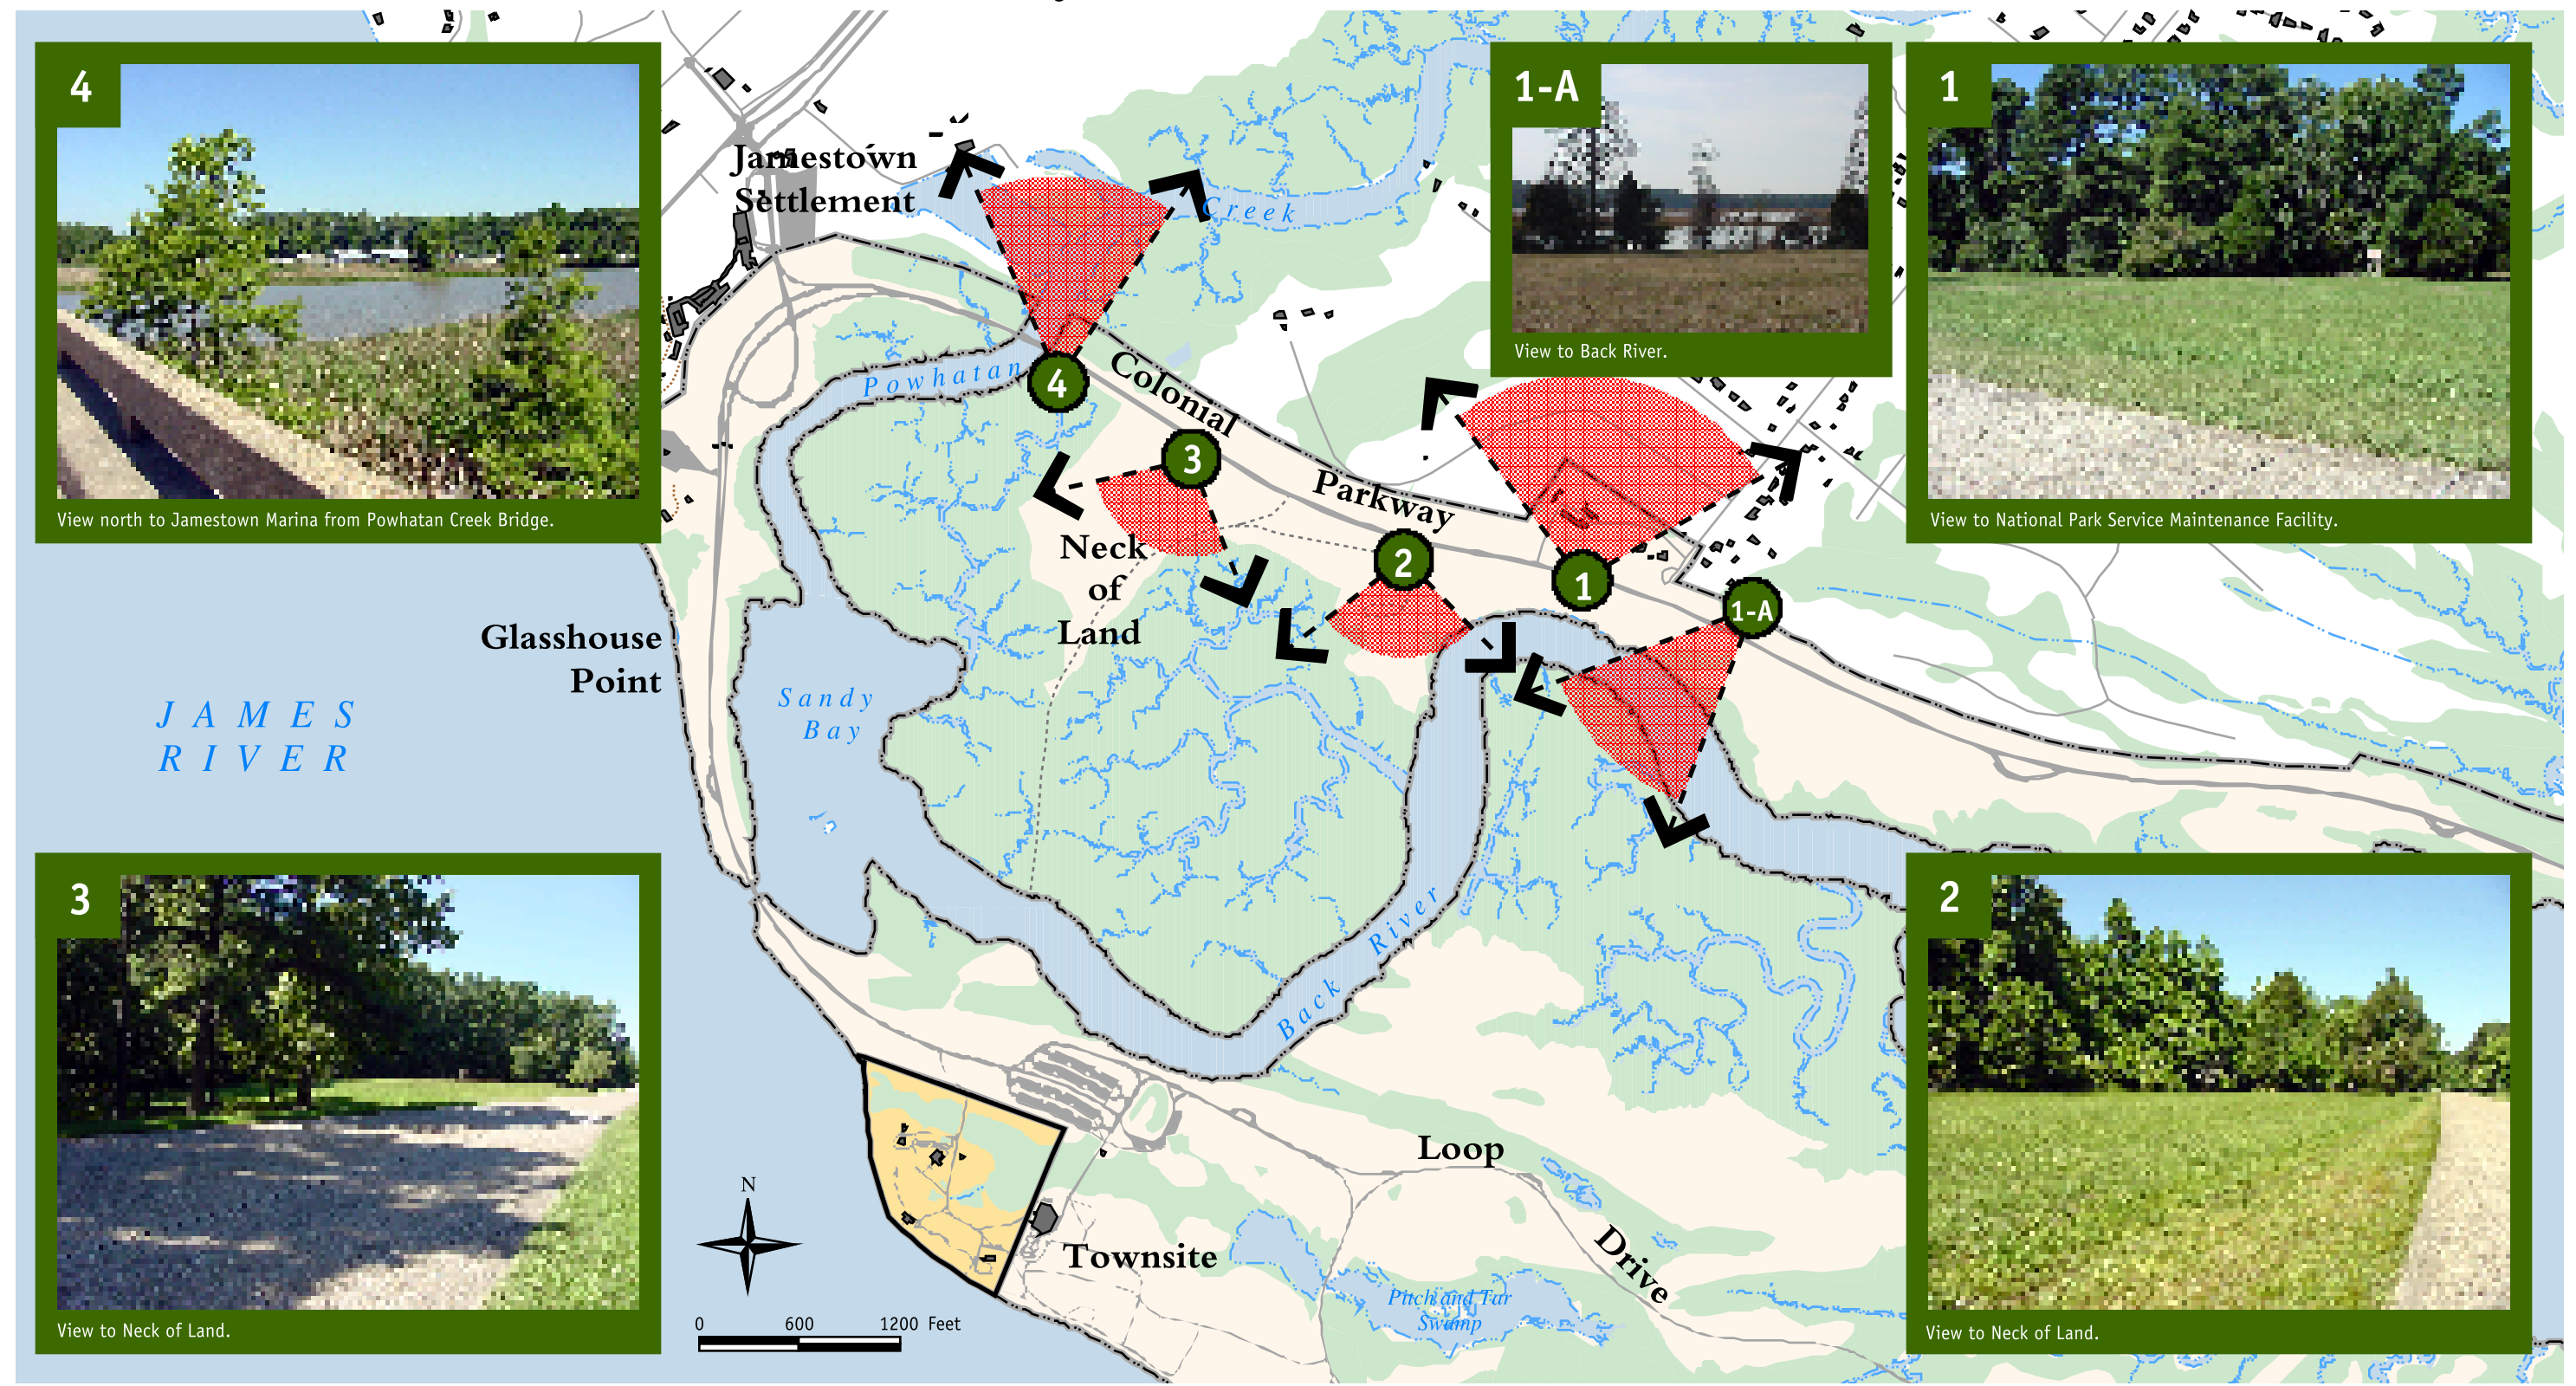 4
View north to Jamestown Marina from Powhatan Creek Bridge.
1-A
View to Back River.
1
View to National Park Service Maintenance Facility.
Jamestown
Settlement
Creek
Powhatan
4
Colonial
3
Parkway
2
1
1-A
Neck
of
Land
Glasshouse
Point
Sandy
Bay
JAMES
RIVER
3
View to Neck of Land.
2
View to Neck of Land.
Back River
Loop
Drive
Townsite
Pitch and Tar
Swamp
N
0 600 1200 Feet